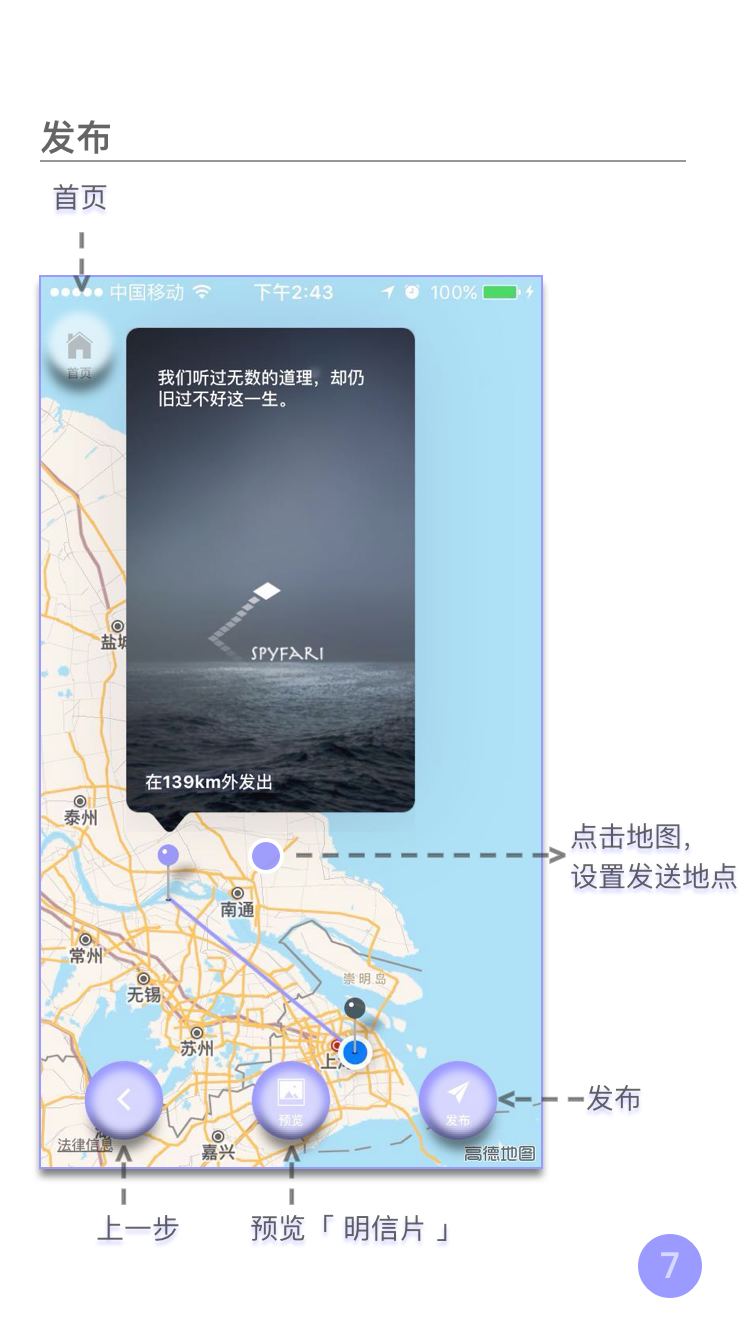 发布
首页
中国移动 下午2:43 100%
首页
我们听过无数的道理，却仍
旧过不好这一生。
SPYFARI
在139km外发出
盐城
泰州
点击地图，
设置发送地点
南通
常州
崇明岛
无锡
苏州
上海
预览
发布
发布
法律信息
嘉兴
高德地图
上一步
预览「 明信片 」
7